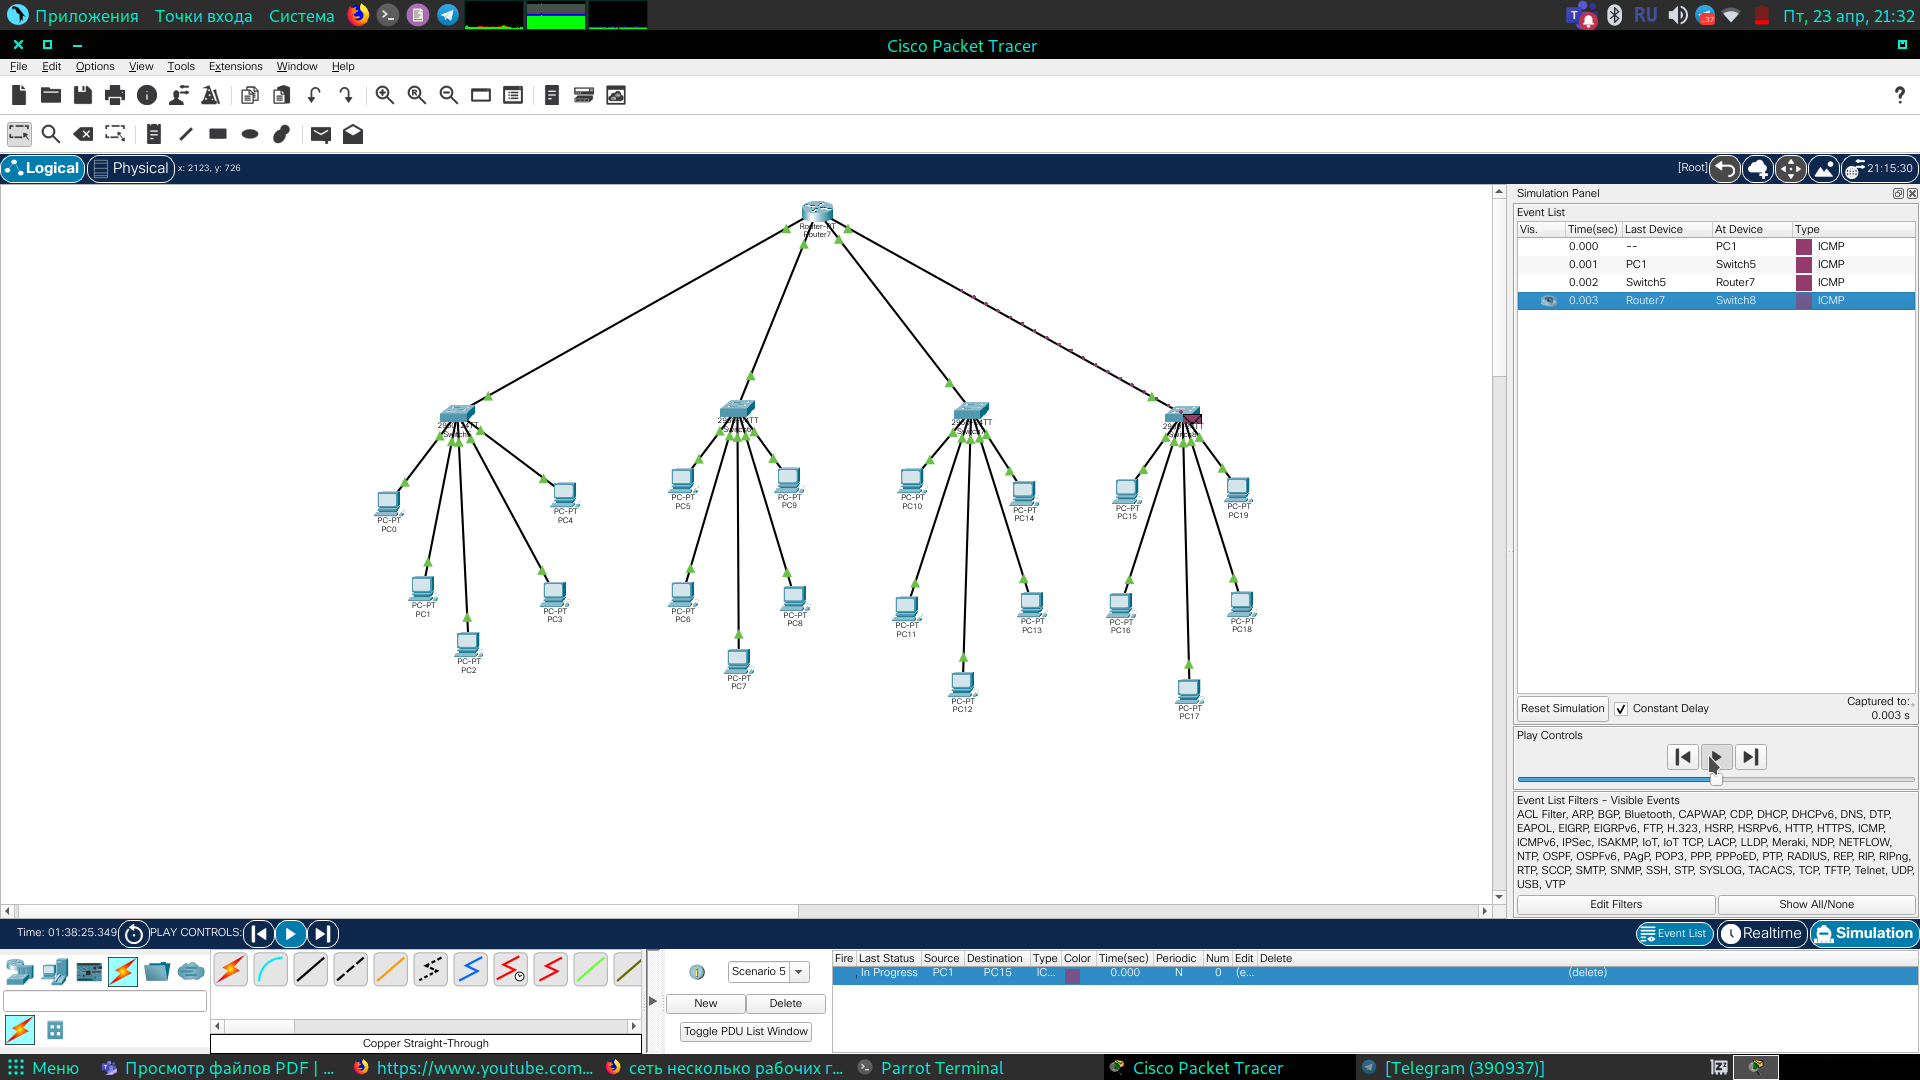 Приложения Точки входа Система
RU
37
Пт, 23 апр, 21:32
Cisco Packet Tracer
File Edit Options View Tools Extensions Window Help
Logical Physical x: 2123, y: 726
[Root] 21:15:30
Router-PT
Router7
PC-PT
PC0
PC-PT
PC1
PC-PT
PC2
PC-PT
PC3
PC-PT
PC4
PC-PT
PC5
PC-PT
PC6
PC-PT
PC7
PC-PT
PC8
PC-PT
PC9
PC-PT
PC10
PC-PT
PC11
PC-PT
PC12
PC-PT
PC13
PC-PT
PC14
PC-PT
PC15
PC-PT
PC16
PC-PT
PC17
PC-PT
PC18
PC-PT
PC19
Simulation Panel
Event List
Vis. Time(sec) Last Device At Device Type
0.000 -- PC1 ICMP
0.001 PC1 Switch5 ICMP
0.002 Switch5 Router7 ICMP
0.003 Router7 Switch8 ICMP
Reset Simulation Constant Delay
Captured to:
0.003 s
Play Controls
Event List Filters - Visible Events
ACL Filter, ARP, BGP, Bluetooth, CAPWAP, CDP, DHCP, DHCPv6, DNS, DTP,
EAPOL, EIGRP, EIGRPv6, FTP, H.323, HSRP, HSRPv6, HTTP, HTTPS, ICMP,
ICMPv6, IPSec, ISAKMP, IoT, IoT TCP, LACP, LLDP, Meraki, NDP, NETFLOW,
NTP, OSPF, OSPFv6, PAgP, POP3, PPP, PPPoED, PTP, RADIUS, REP, RIP, RIPng,
RTP, SCCP, SMTP, SNMP, SSH, STP, SYSLOG, TACACS, TCP, TFTP, Telnet, UDP,
USB, VTP
Edit Filters Show All/None
Time: 01:38:25.349 PLAY CONTROLS:
Event List Realtime Simulation
Scenario 5
New Delete
Toggle PDU List Window
Fire Last Status Source Destination Type Color Time(sec) Periodic Num Edit Delete
In Progress PC1 PC15 IC... 0.000 N 0 (e... (delete)
Copper Straight-Through
Меню Просмотр файлов PDF | ... https://www.youtube.com... сеть несколько рабочих г... Parrot Terminal Cisco Packet Tracer [Telegram (390937)]